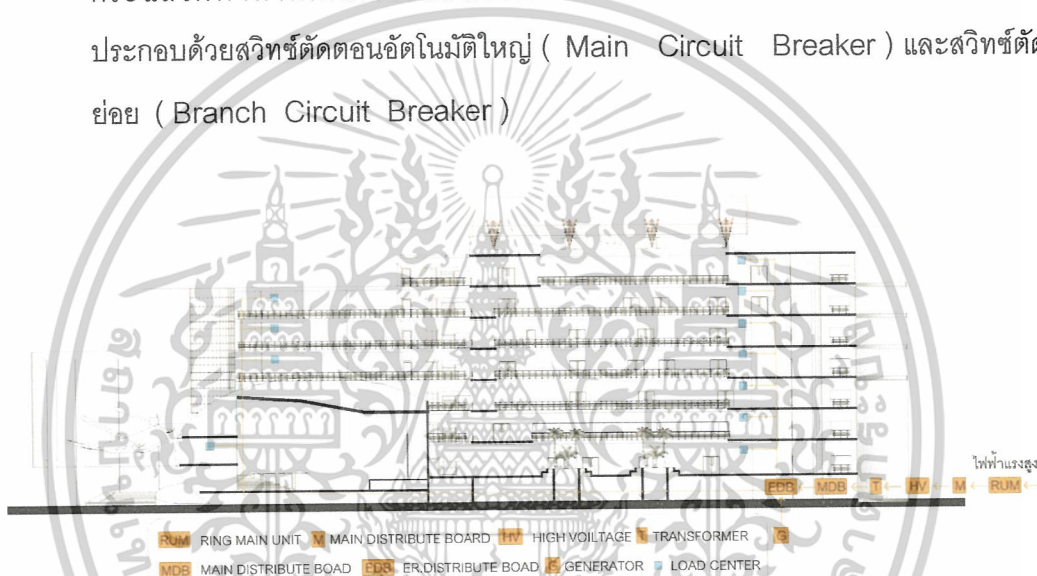 ประกอบด้วยสวิทซ์ตัดตอนอัตโนมัติใหญ่ ( Main Circuit Breaker ) และสวิทซ์ตัด
ย่อย ( Branch Circuit Breaker )
ไฟฟ้าแรงสูง
EDB MDB T HV M RUM
RUM RING MAIN UNIT M MAIN DISTRIBUTE BOARD HV HIGH VOILTAGE T TRANSFORMER G
MDB MAIN DISTRIBUTE BOAD EDB ER.DISTRIBUTE BOAD G GENERATOR LOAD CENTER